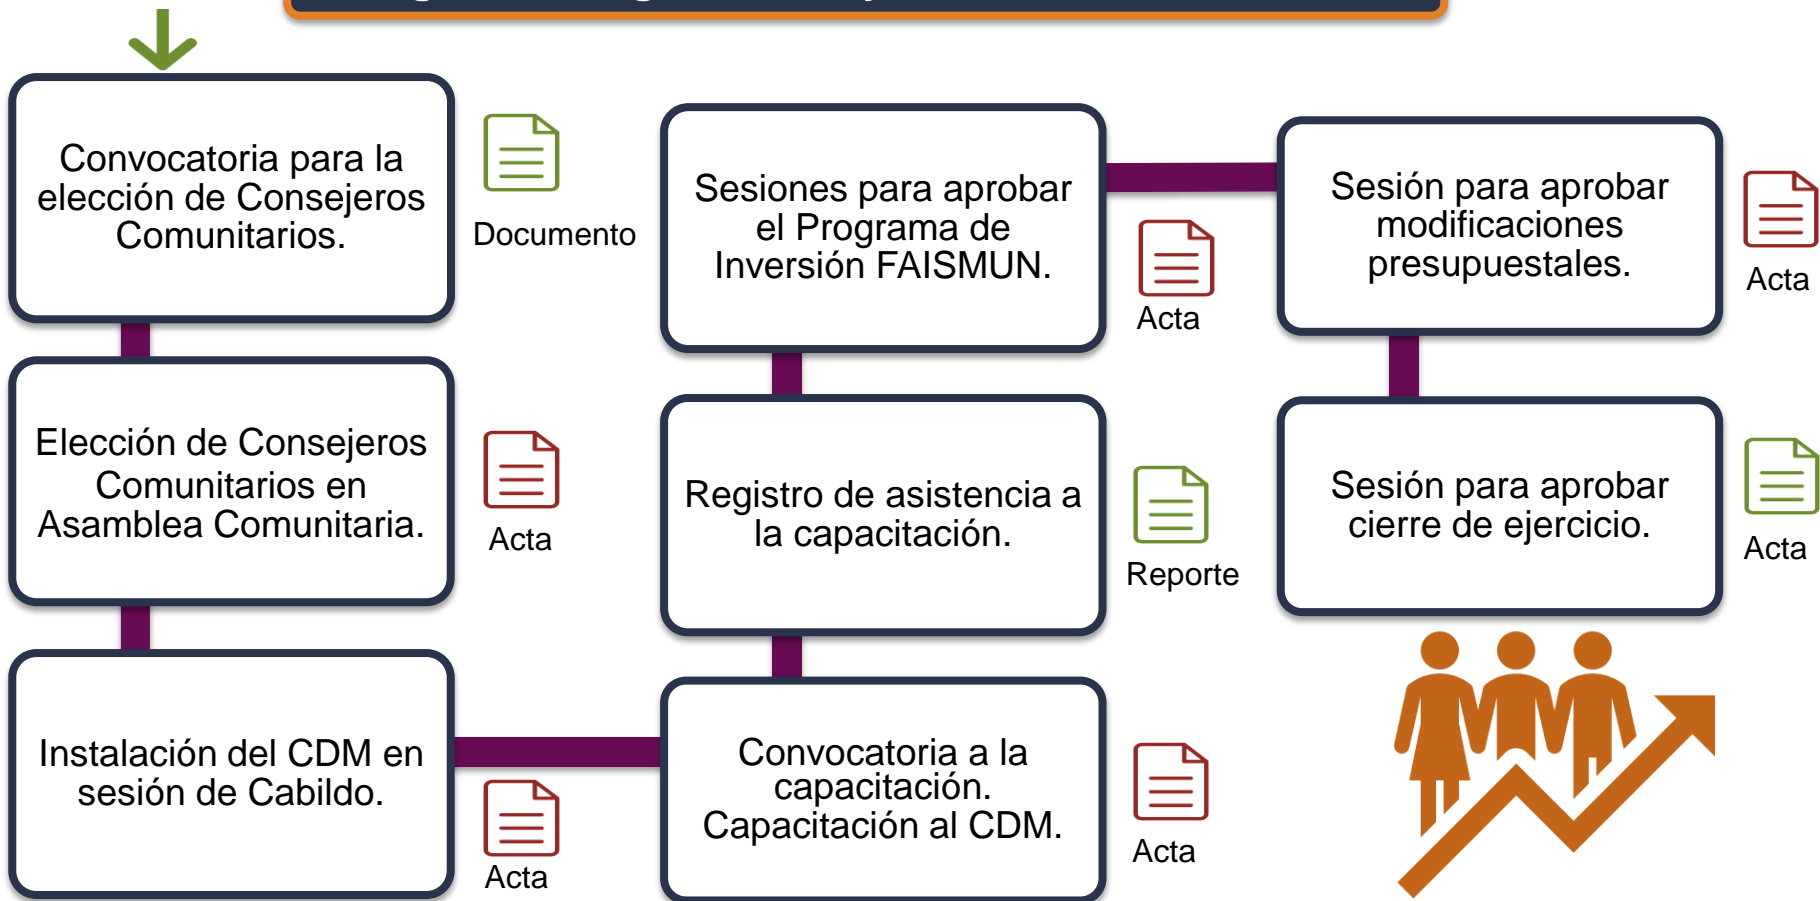 Convocatoria para la
elección de Consejeros
Comunitarios.
Documento
Elección de Consejeros
Comunitarios en
Asamblea Comunitaria.
Acta
Instalación del CDM en
sesión de Cabildo.
Acta
Convocatoria a la
capacitación.
Capacitación al CDM.
Acta
Registro de asistencia a
la capacitación.
Reporte
Sesiones para aprobar
el Programa de
Inversión FAISMUN.
Acta
Sesión para aprobar
modificaciones
presupuestales.
Acta
Sesión para aprobar
cierre de ejercicio.
Acta